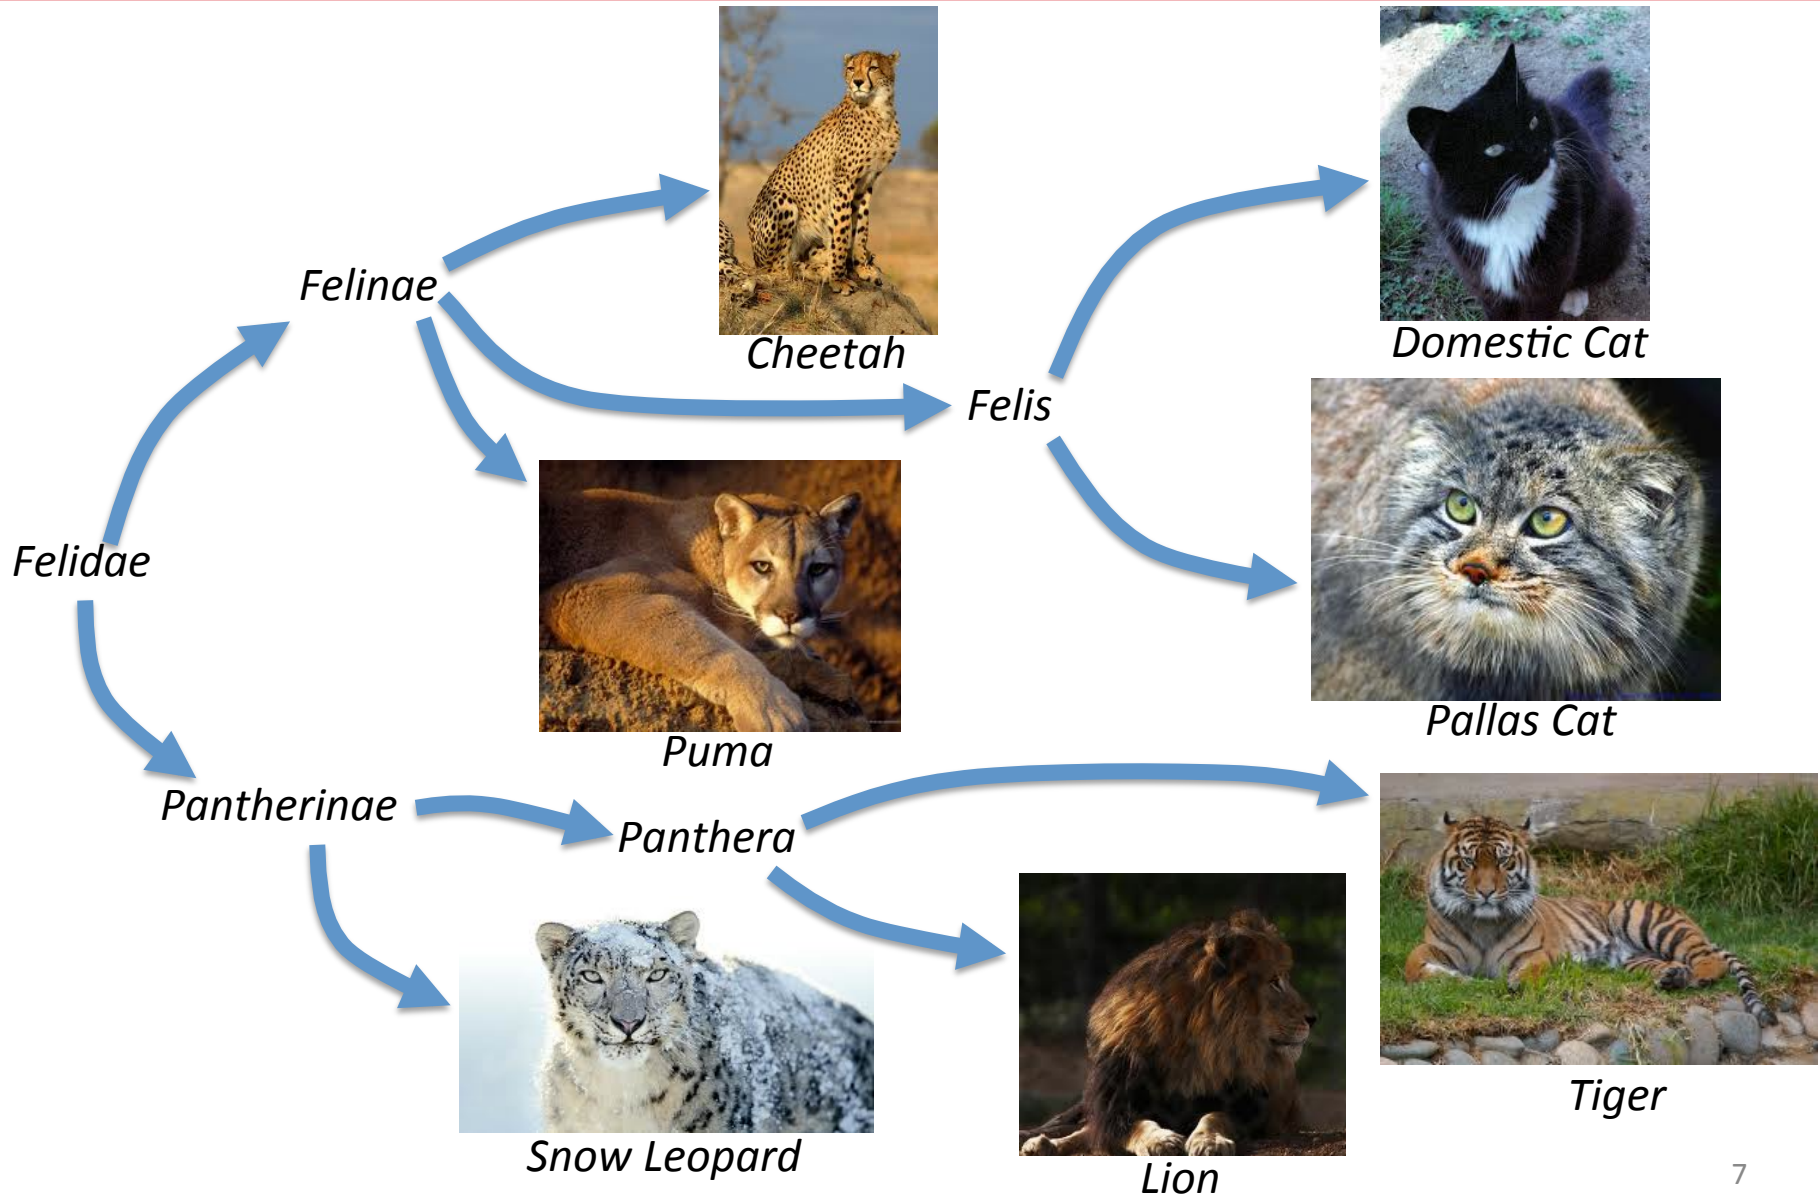 Cheetah
Domestic Cat
Felinae
Felis
Felidae
Puma
Pallas Cat
Pantherinae
Panthera
Snow Leopard
Lion
Tiger
7